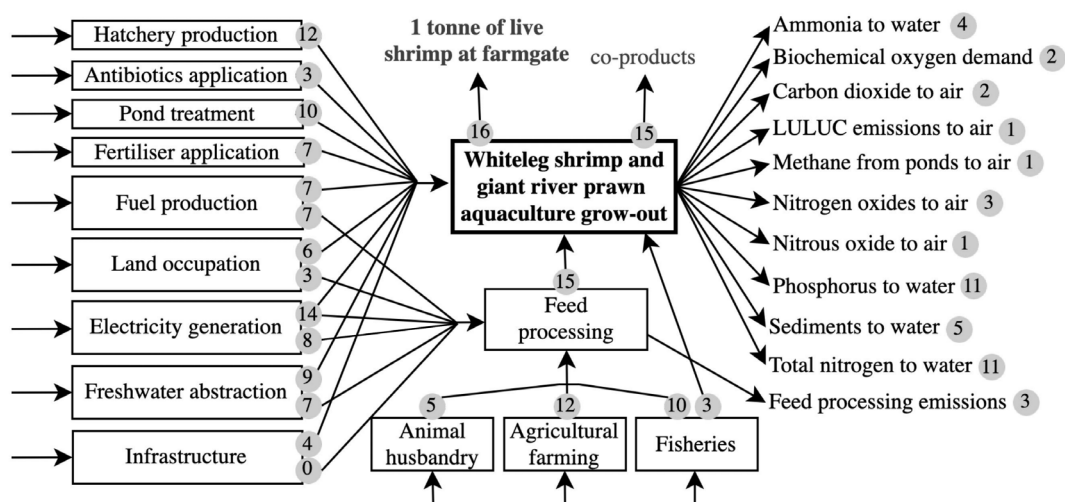 Hatchery production 12
Antibiotics application 3
Pond treatment 10
Fertiliser application 7
Fuel production 7
7
Land occupation 6
3
Electricity generation 14
8
Freshwater abstraction 9
7
Infrastructure 4
0
1 tonne of live
shrimp at farmgate
16
co-products
15
Whiteleg shrimp and
giant river prawn
aquaculture grow-out
15
Feed
processing
5
Animal
husbandry
12
Agricultural
farming
10 3
Fisheries
Ammonia to water 4
Biochemical oxygen demand 2
Carbon dioxide to air 2
LULUC emissions to air 1
Methane from ponds to air 1
Nitrogen oxides to air 3
Nitrous oxide to air 1
Phosphorus to water 11
Sediments to water 5
Total nitrogen to water 11
Feed processing emissions 3